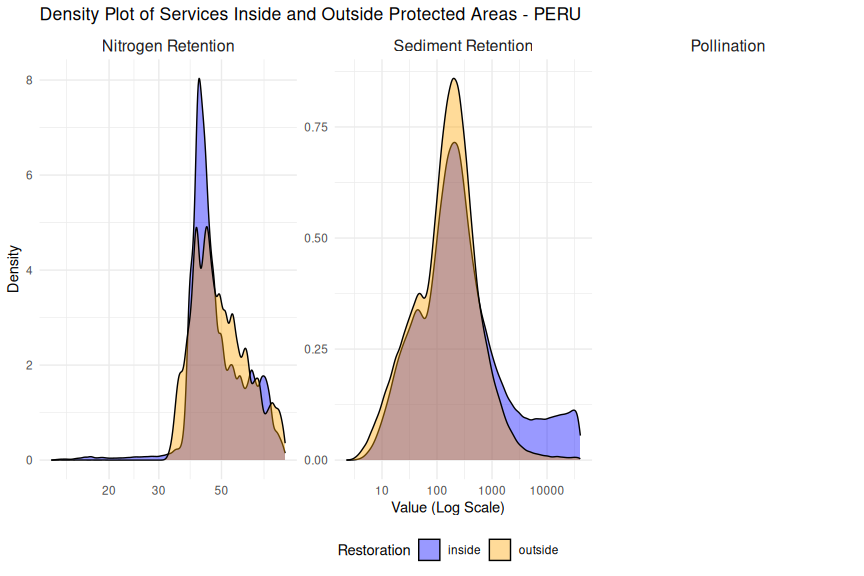 Density Plot of Services Inside and Outside Protected Areas - PERU
Nitrogen Retention
Sediment Retention
Pollination
Density
8
6
4
2
0
20 30 50
0.75
0.50
0.25
0.00
10 100 1000 10000
Value (Log Scale)
Restoration inside outside